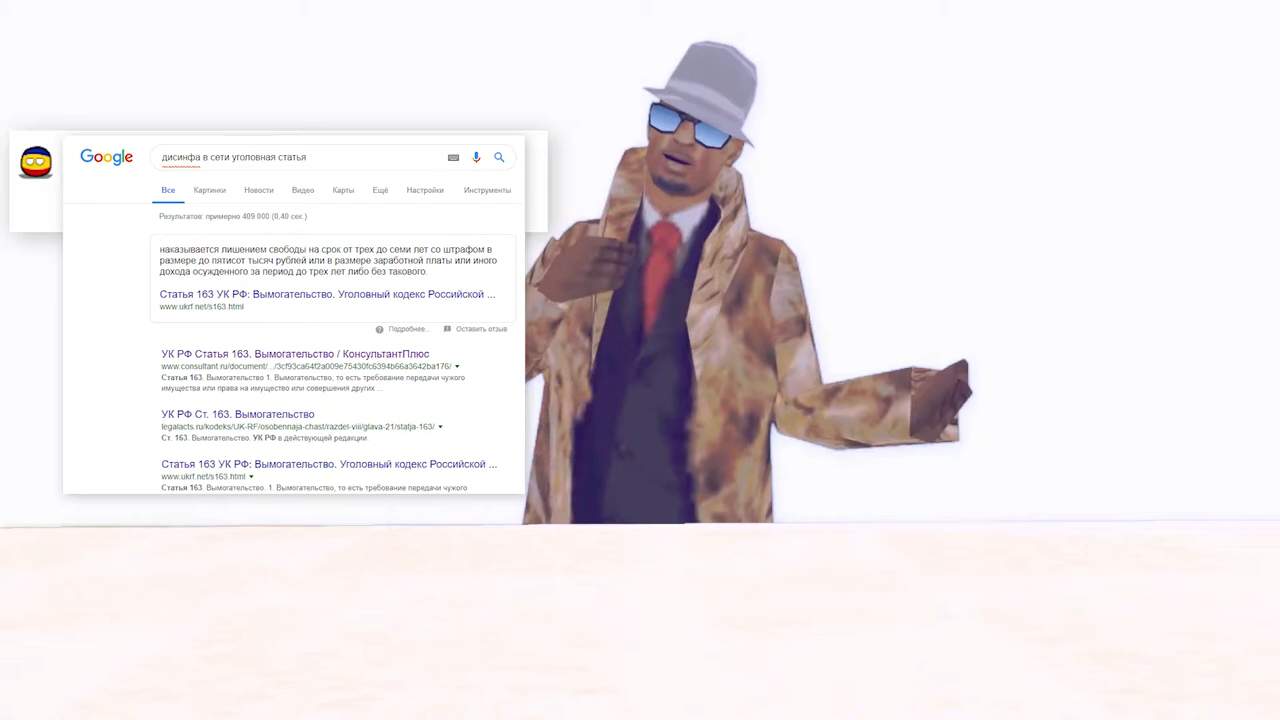 Google
дисинфа в сети уголовная статья
Все Картинки Новости Видео Карты Ещё Настройки Инструменты
Результатов: примерно 409 000 (0,40 сек.)
наказывается лишением свободы на срок от трех до семи лет со штрафом в
размере до пятисот тысяч рублей или в размере заработной платы или иного
дохода осужденного за период до трех лет либо без такового.
Статья 163 УК РФ: Вымогательство. Уголовный кодекс Российской ...
www.ukrf.net/s163.html
Подробнее... Оставить отзыв
УК РФ Статья 163. Вымогательство / КонсультантПлюс
www.consultant.ru/document/.../3cf93ca64f2a009e75430fc6394b66a3642ba176/
Статья 163. Вымогательство 1. Вымогательство, то есть требование передачи чужого
имущества или права на имущество или совершения других ...
УК РФ Ст. 163. Вымогательство
legalacts.ru/kodeks/UK-RF/osobennaja-chast/razdel-viii/glava-21/statja-163/
Ст. 163. Вымогательство. УК РФ в действующей редакции.
Статья 163 УК РФ: Вымогательство. Уголовный кодекс Российской ...
www.ukrf.net/s163.html
Статья 163. Вымогательство. 1. Вымогательство, то есть требование передачи чужого